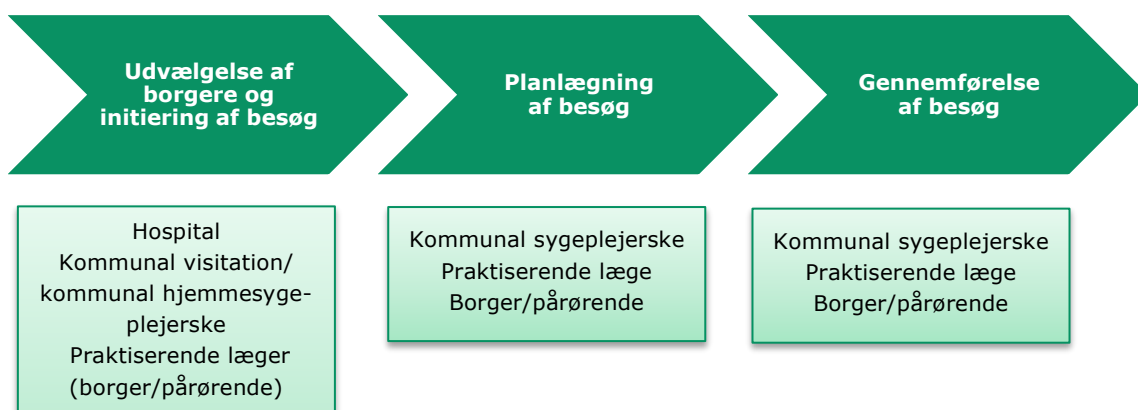 Udvælgelse af
borgere og
initiering af besøg
Planlægning
af besøg
Gennemførelse
af besøg
Hospital
Kommunal visitation/
kommunal hjemmesyge-
plejerske
Praktiserende læger
(borger/pårørende)
Kommunal sygeplejerske
Praktiserende læge
Borger/pårørende
Kommunal sygeplejerske
Praktiserende læge
Borger/pårørende